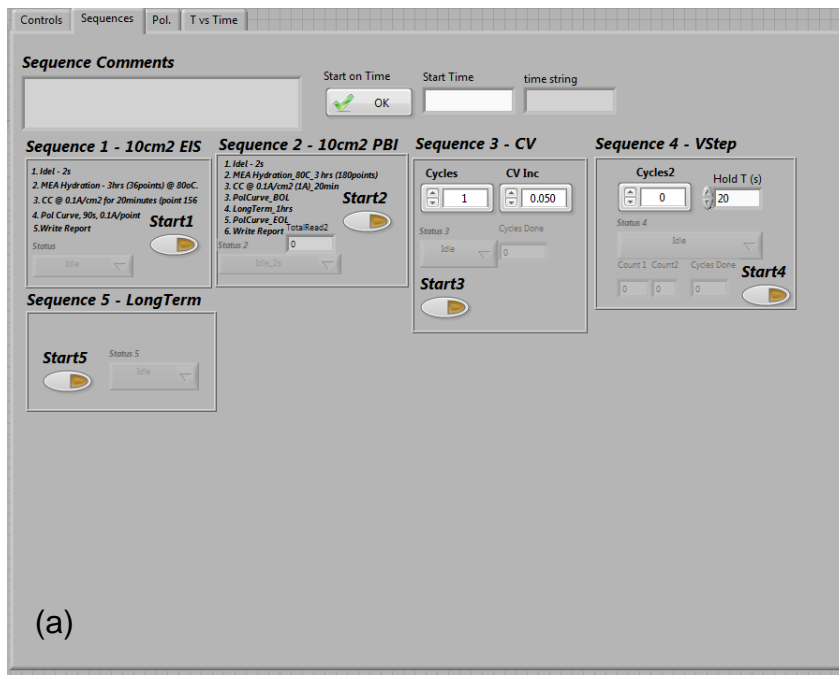 Controls Sequences Pol. T vs Time
Sequence Comments
Start on Time Start Time time string
OK
Sequence 1 - 10cm2 EIS
1. Idel - 2s
2. MEA Hydration - 3hrs (36points) @ 80oC.
3. CC @ 0.1A/cm2 for 20minutes (point 156
4. Pol Curve, 90s, 0.1A/point
5.Write Report
Start1
Status
Idle
Sequence 2 - 10cm2 PBI
1. Idel - 2s
2. MEA Hydration_80C_3 hrs (180points)
3. CC @ 0.1A/cm2 (1A)_20min
3. PolCurve_BOL
4. LongTerm_1hrs
5. PolCurve_EOL
6. Write Report
Start2
TotalRead2
0
Status 2
Idle_2s
Sequence 3 - CV
Cycles CV Inc
1 0.050
Status 3 Cycles Done
Idle 0
Start3
Sequence 4 - VStep
Cycles2 Hold T (s)
0 20
Status 4
Idle
Count 1 Count2 Cycles Done
0 0 0
Start4
Sequence 5 - LongTerm
Start5
Status 5
Idle
(a)